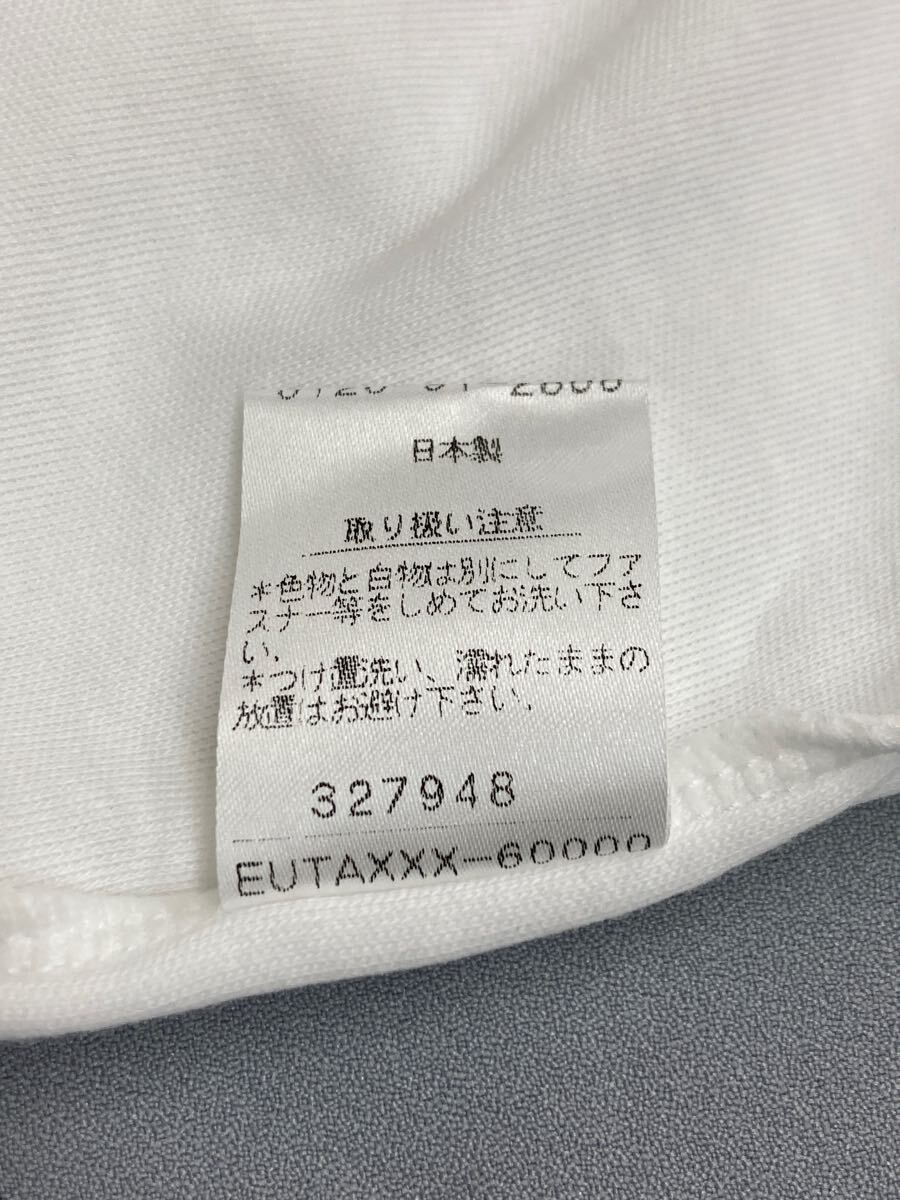 日本製
取り扱い注意
*色物と白物は別にしてファ
スナー等をしめてお洗い下さ
い。
*つけ置洗い、濡れたままの
放置はお避け下さい。
327948
EUTAXXX-60000